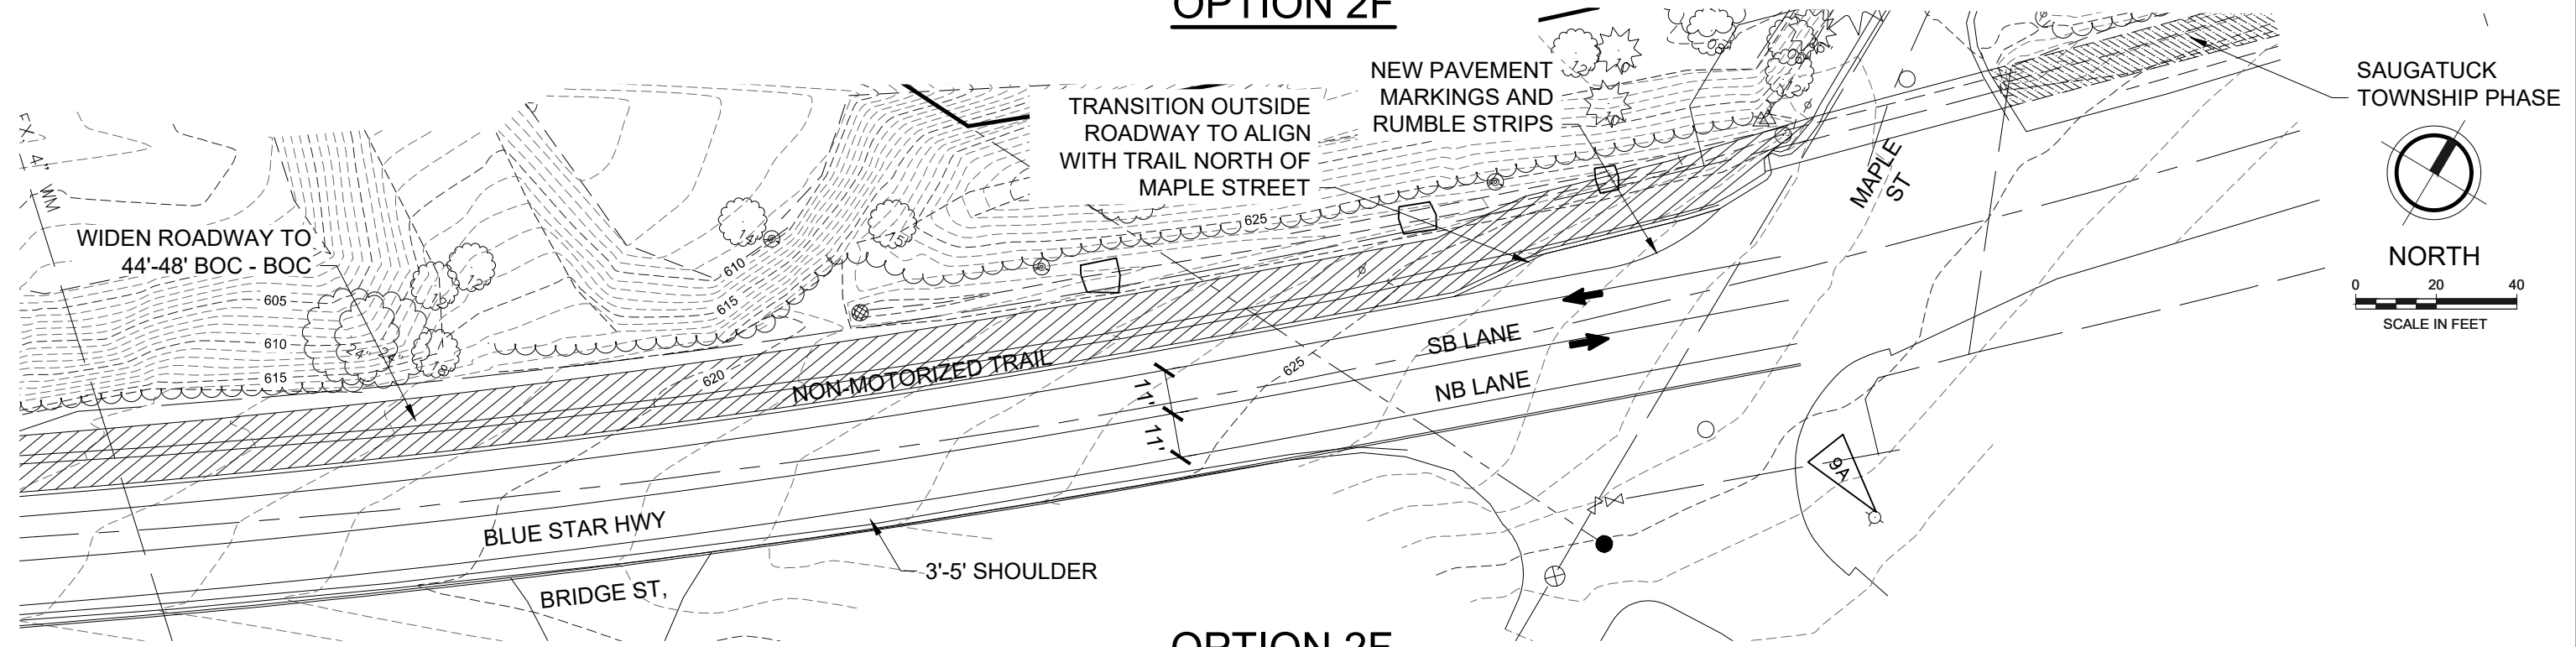 OPTION 2F
NEW PAVEMENT
MARKINGS AND
RUMBLE STRIPS
TRANSITION OUTSIDE
ROADWAY TO ALIGN
WITH TRAIL NORTH OF
MAPLE STREET
SAUGATUCK
TOWNSHIP PHASE
NORTH
0 20 40
SCALE IN FEET
MAPLE
ST
EX. 4" WM
WIDEN ROADWAY TO
44'-48' BOC - BOC
605
610
615
610
615
620
625
625
NON-MOTORIZED TRAIL
SB LANE
NB LANE
11'
11'
BLUE STAR HWY
BRIDGE ST,
3'-5' SHOULDER
9A